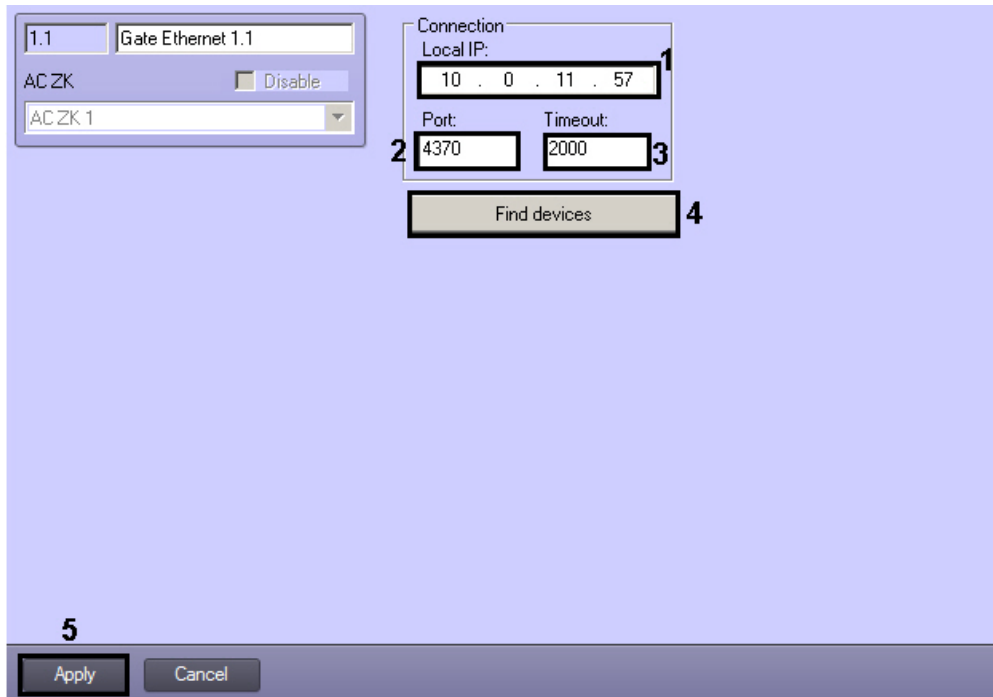 1.1 Gate Ethernet 1.1
AC ZK Disable
AC ZK 1
Connection
Local IP:
1
10 . 0 . 11 . 57
Port: Timeout:
2 4370 2000 3
Find devices 4
5
Apply Cancel